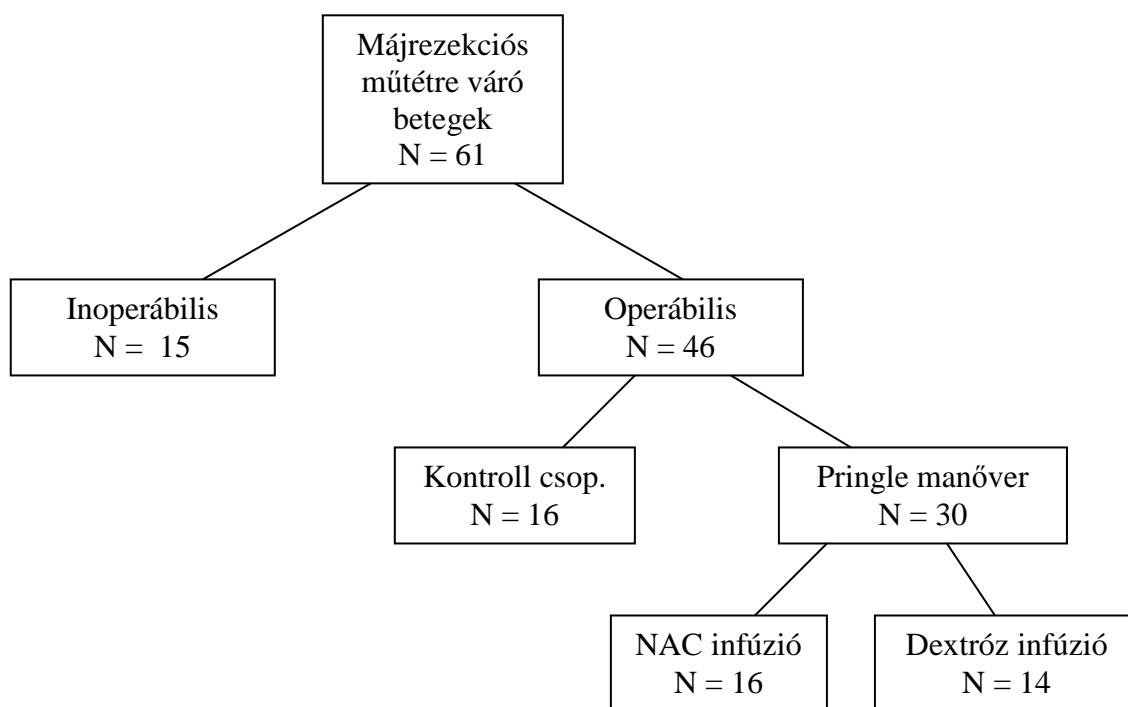 Májrezekciós
műtétre váró
betegek
N = 61
Inoperábilis
N = 15
Operábilis
N = 46
Kontroll csop.
N = 16
Pringle manőver
N = 30
NAC infúzió
N = 16
Dextróz infúzió
N = 14